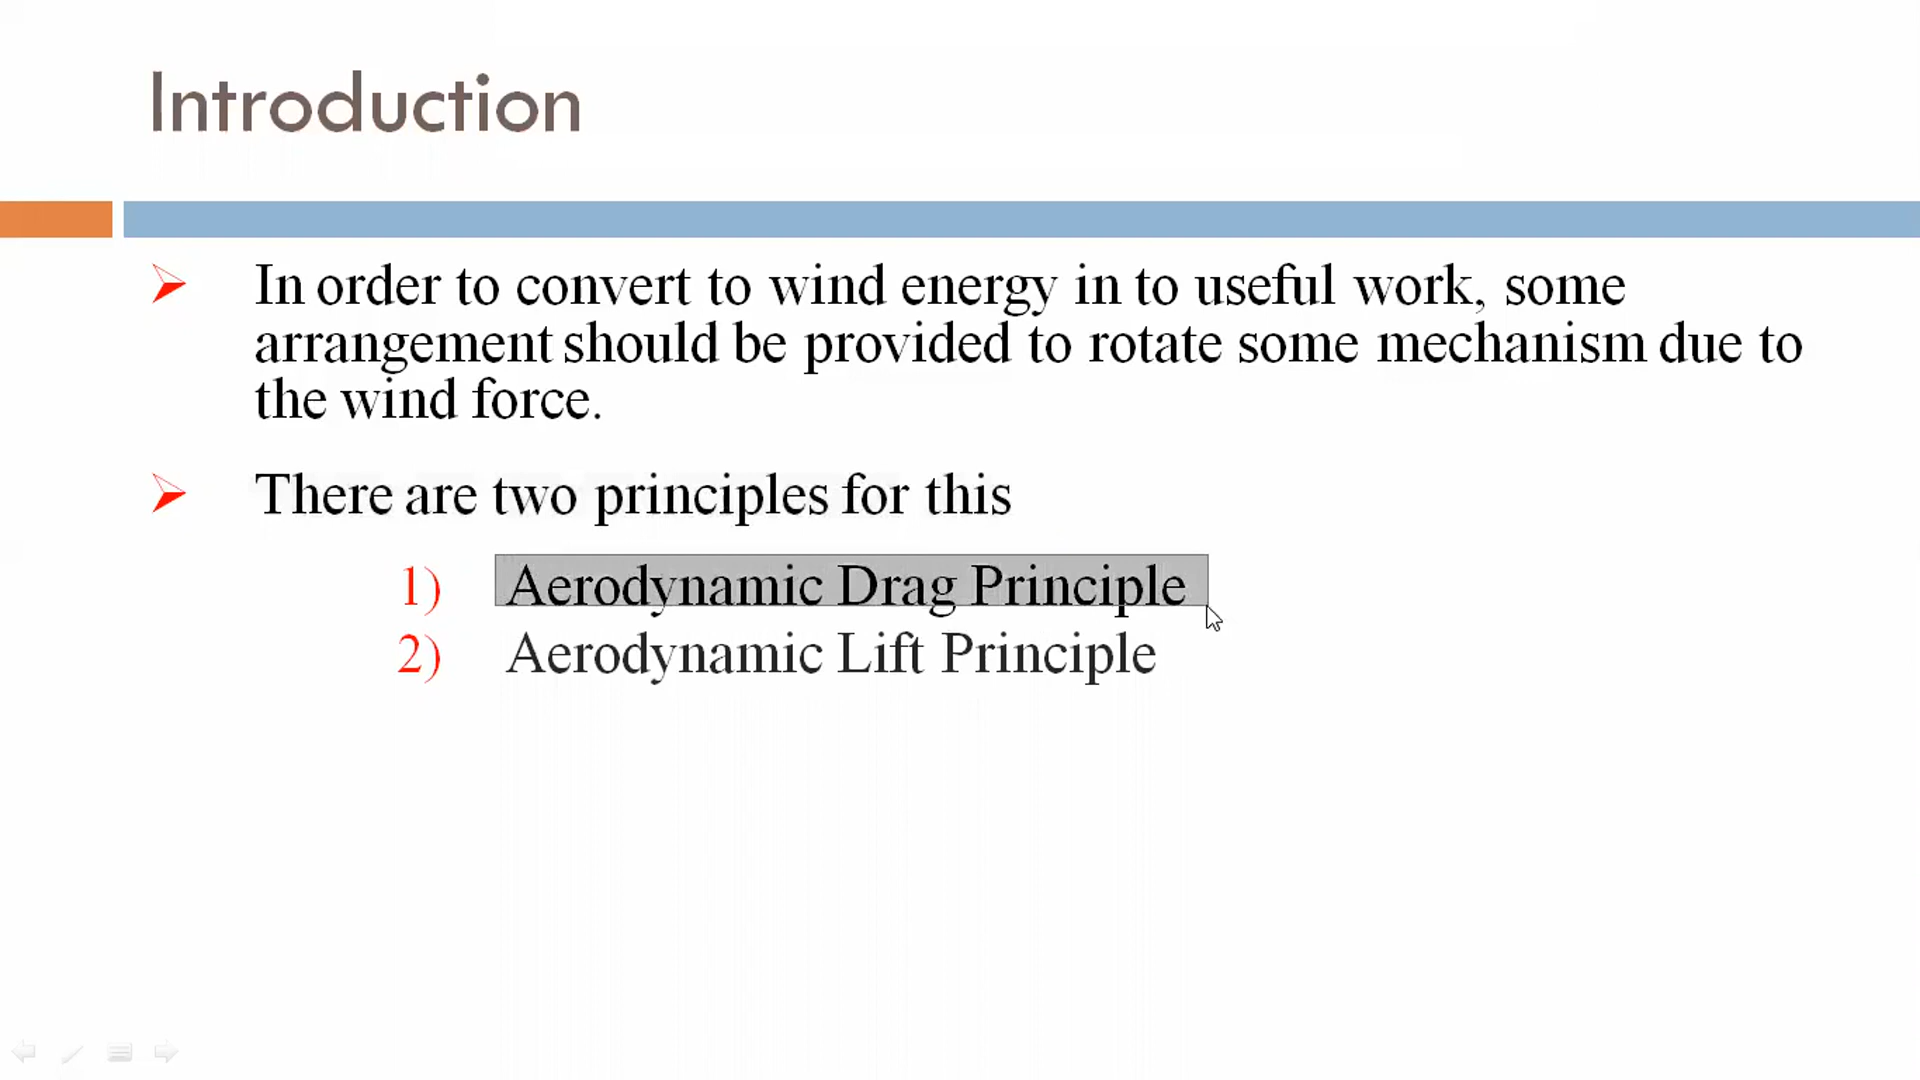 Introduction
In order to convert to wind energy in to useful work, some
arrangement should be provided to rotate some mechanism due to
the wind force.
There are two principles for this
1) Aerodynamic Drag Principle
2) Aerodynamic Lift Principle